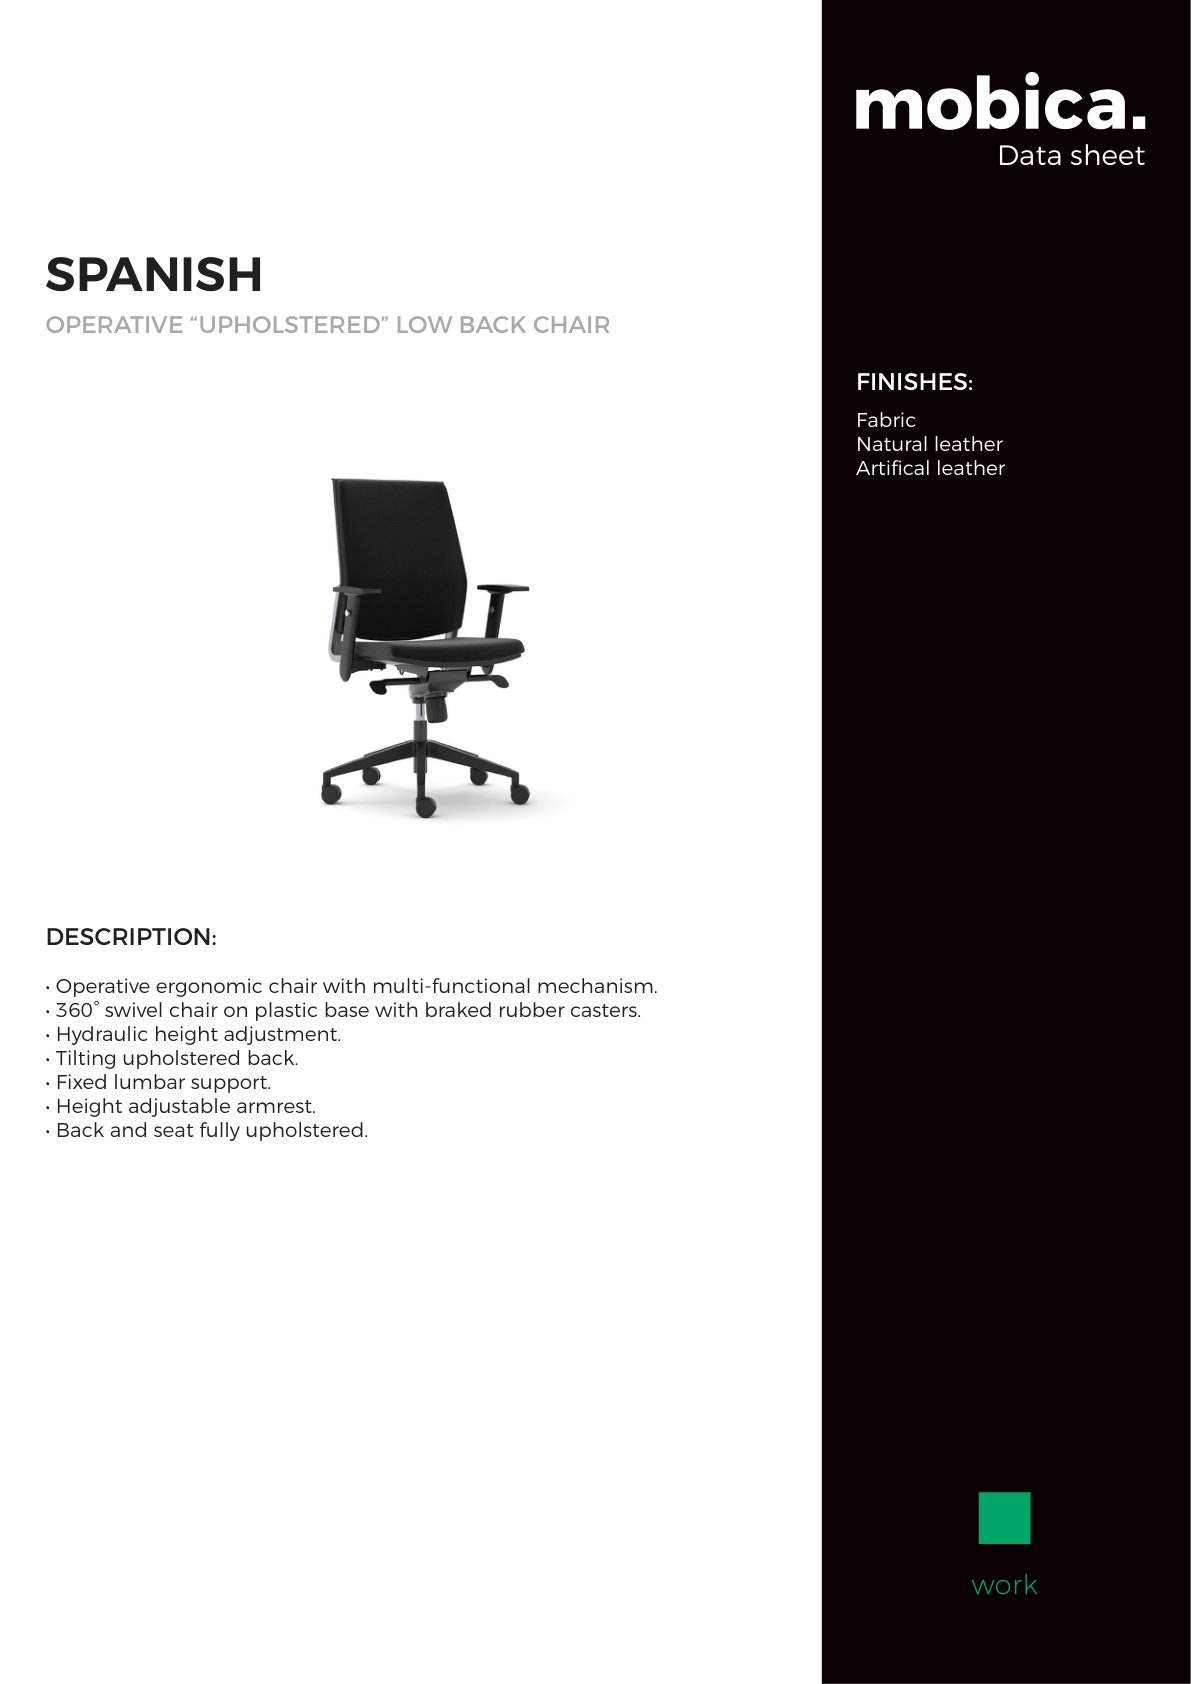 mobica.
Data sheet
SPANISH
OPERATIVE “UPHOLSTERED” LOW BACK CHAIR
FINISHES:
Fabric
Natural leather
Artifical leather
DESCRIPTION:
• Operative ergonomic chair with multi-functional mechanism.
• 360° swivel chair on plastic base with braked rubber casters.
• Hydraulic height adjustment.
• Tilting upholstered back.
• Fixed lumbar support.
• Height adjustable armrest.
• Back and seat fully upholstered.
work